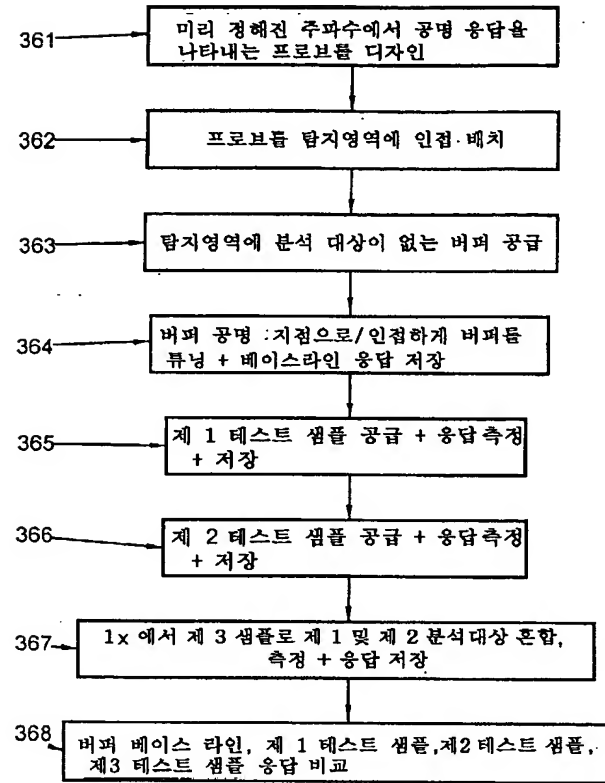 361
미리 정해진 주파수에서 공명 응답을
나타내는 프로브를 디자인
362
프로브를 탐지영역에 인접 배치
363
탐지영역에 분석 대상이 없는 버퍼 공급
364
버퍼 공명 :지점으로/인접하게 버퍼를
튜닝 + 베이스라인 응답 저장
365
제 1 테스트 샘플 공급 + 응답측정
+ 저장
366
제 2 테스트 샘플 공급 + 응답측정
+ 저장
367
1x 에서 제 3 샘플로 제 1 및 제 2 분석대상 혼합,
측정 + 응답 저장
368
버퍼 베이스 라인, 제 1 테스트 샘플,제2 테스트 샘플,
제3 테스트 샘플 응답 비교